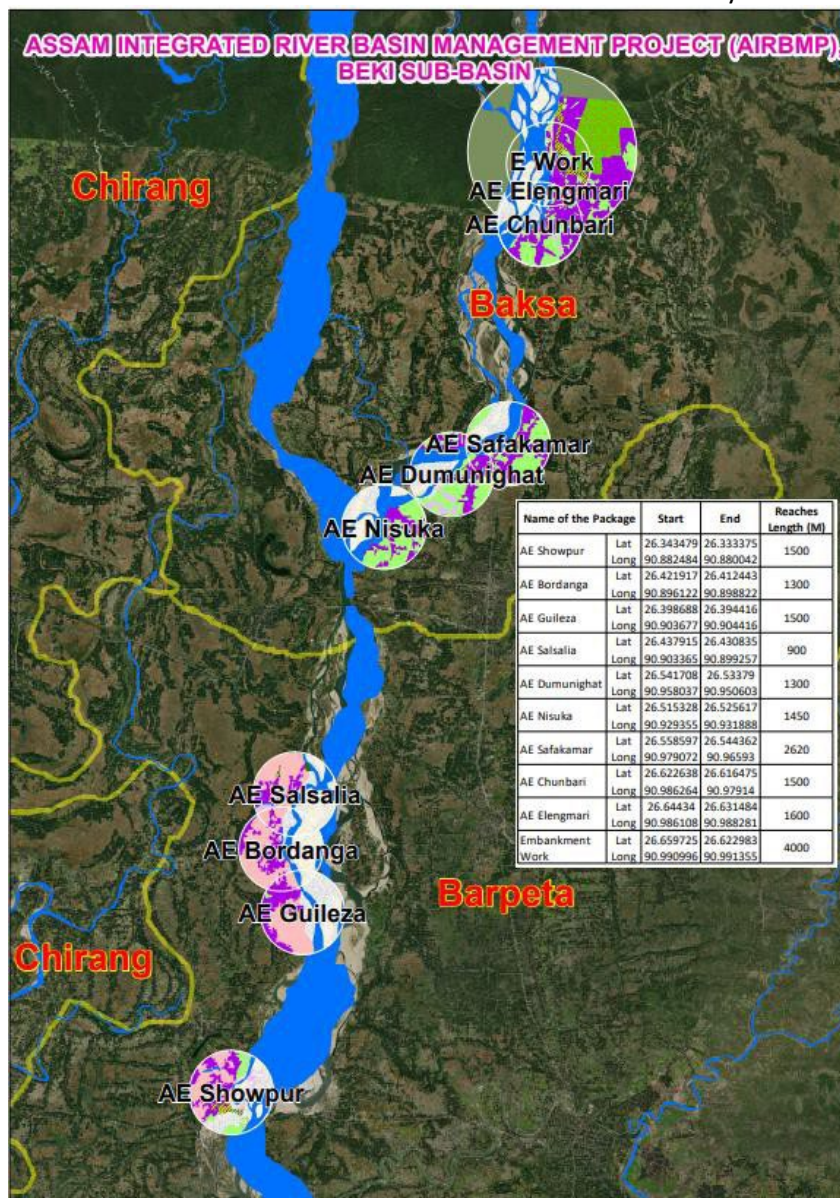 ASSAM INTEGRATED RIVER BASIN MANAGEMENT PROJECT (AIRBMP),
BEKI SUB-BASIN
Chirang
E Work
AE Elengmari
AE Chunbari
Baksa
AE Safakamar
AE Dumunighat
AE Nisuka
Name of the Package Start End Reaches Length (M)
AE Showpur Lat 26.343479 26.333375 1500
Long 90.882484 90.880042
AE Bordanga Lat 26.421917 26.412443 1300
Long 90.896122 90.898822
AE Guileza Lat 26.398688 26.394416 1500
Long 90.903677 90.904416
AE Salsalia Lat 26.437915 26.430835 900
Long 90.903365 90.899257
AE Dumunighat Lat 26.541708 26.53379 1300
Long 90.958037 90.950603
AE Nisuka Lat 26.515328 26.525617 1450
Long 90.929355 90.931888
AE Safakamar Lat 26.558597 26.544362 2620
Long 90.979072 90.96593
AE Chunbari Lat 26.622638 26.616475 1500
Long 90.986264 90.97914
AE Elengmari Lat 26.64434 26.631484 1600
Long 90.986108 90.988281
Embankment Work Lat 26.659725 26.622983 4000
Long 90.990996 90.991355
AE Salsalia
AE Bordanga
Barpeta
AE Guileza
Chirang
AE Showpur